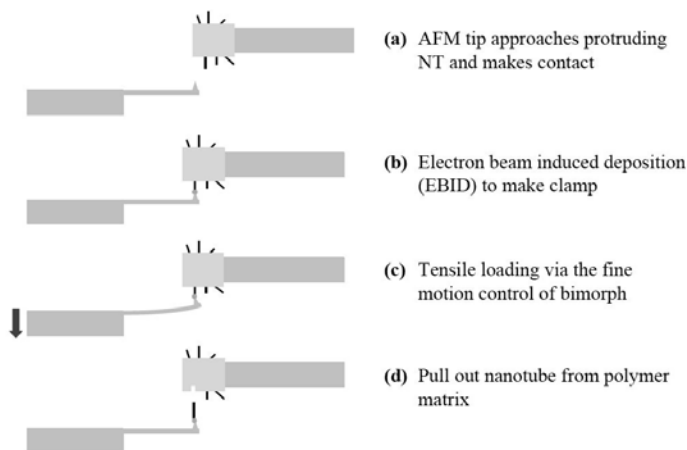 (a) AFM tip approaches protruding
NT and makes contact
(b) Electron beam induced deposition
(EBID) to make clamp
(c) Tensile loading via the fine
motion control of bimorph
(d) Pull out nanotube from polymer
matrix